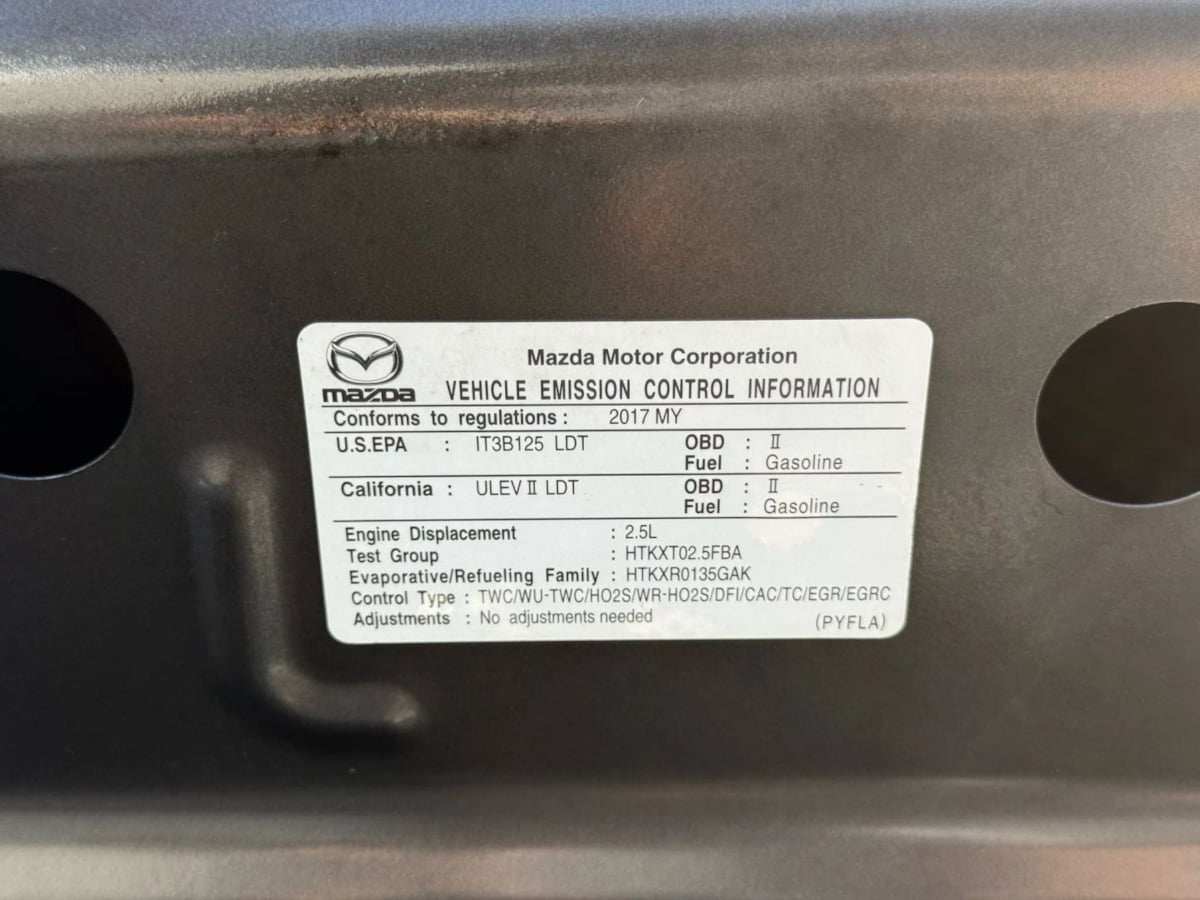 Mazda Motor Corporation
mazda VEHICLE EMISSION CONTROL INFORMATION
Conforms to regulations : 2017 MY
U.S.EPA : IT3B125 LDT OBD : II
Fuel : Gasoline
California : ULEV II LDT OBD : II
Fuel : Gasoline
Engine Displacement : 2.5L
Test Group : HTKXT02.5FBA
Evaporative/Refueling Family : HTKXR0135GAK
Control Type : TWC/WU-TWC/HO2S/WR-HO2S/DFI/CAC/TC/EGR/EGRC
Adjustments : No adjustments needed
(PYFLA)